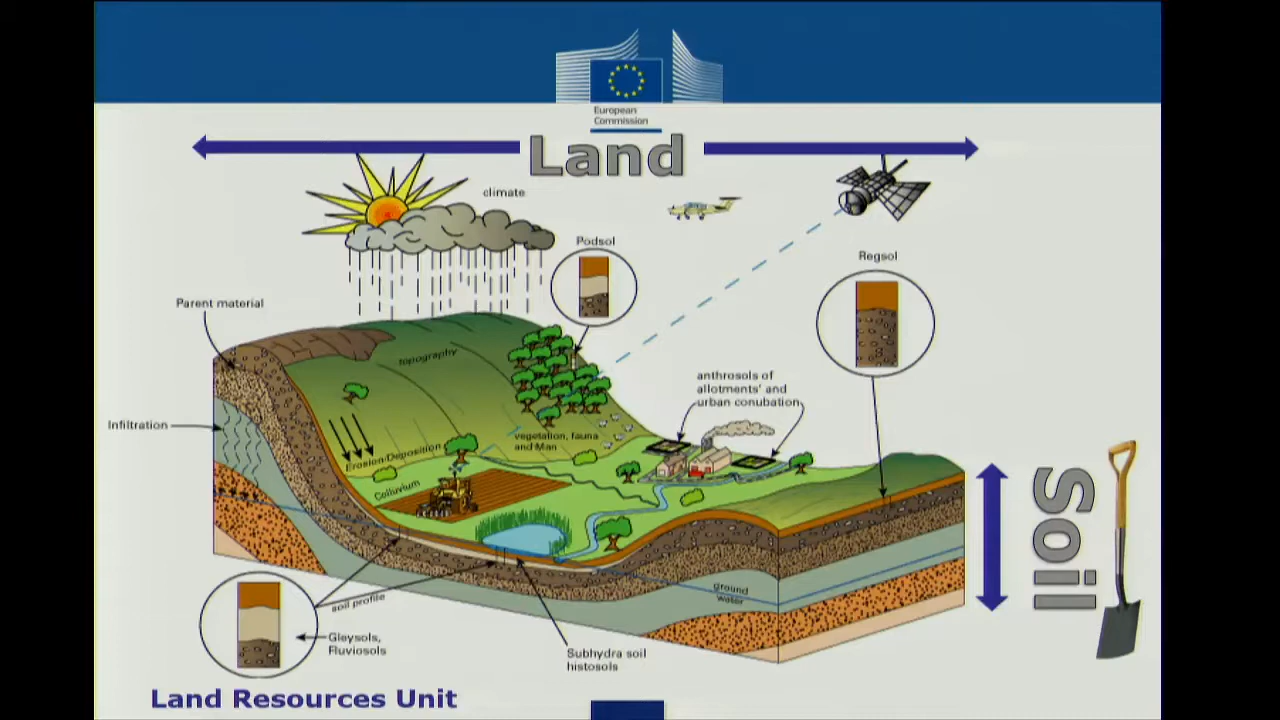 European
Commission
Land
climate
Podsol
Regsol
Parent material
topography
anthrosols of
allotments' and
urban conubation
Infiltration
vegetation, fauna
and Man
Erosion-Deposition
Colluvium
Soil
ground
water
soil profile
Gleysols,
Fluviosols
Subhydra soil
histosols
Land Resources Unit